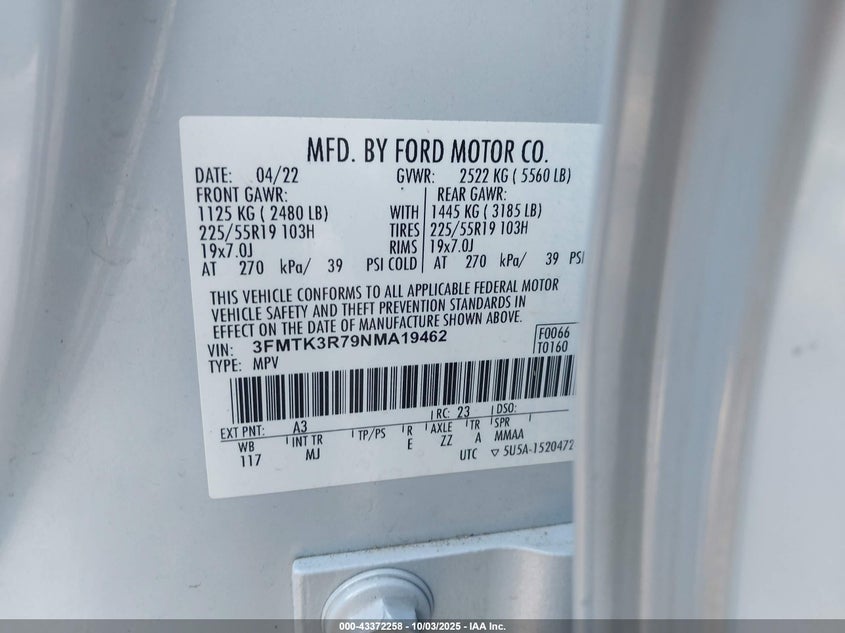 MFD. BY FORD MOTOR CO.
DATE: 04/22 GVWR: 2522 KG ( 5560 LB)
FRONT GAWR: REAR GAWR:
1125 KG ( 2480 LB) WITH 1445 KG ( 3185 LB)
225/55R19 103H TIRES 225/55R19 103H
19x7.0J RIMS 19x7.0J
AT 270 kPa/ 39 PSI COLD AT 270 kPa/ 39 PSI
THIS VEHICLE CONFORMS TO ALL APPLICABLE FEDERAL MOTOR
VEHICLE SAFETY AND THEFT PREVENTION STANDARDS IN
EFFECT ON THE DATE OF MANUFACTURE SHOWN ABOVE.
VIN: 3FMTK3R79NMA19462 F0066
TYPE: MPV T0160
EXT PNT: A3 RC: 23 DSO:
WB INT TR TP/PS R AXLE TR SPR
117 MJ E ZZ A MMAA
UTC ▽ 5U5A-1520472
000-43372258 - 10/03/2025 - IAA Inc.